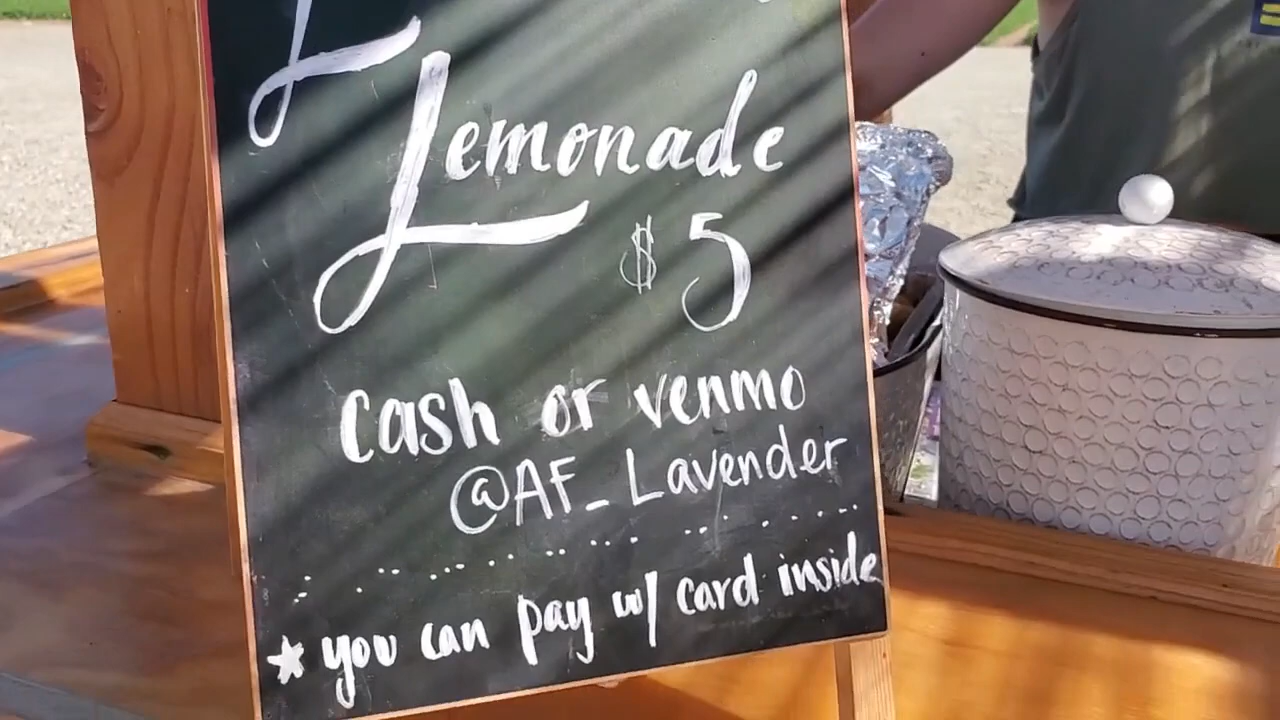 Lemonade
$5
cash or venmo
@AF_Lavender
you can pay w/ card inside